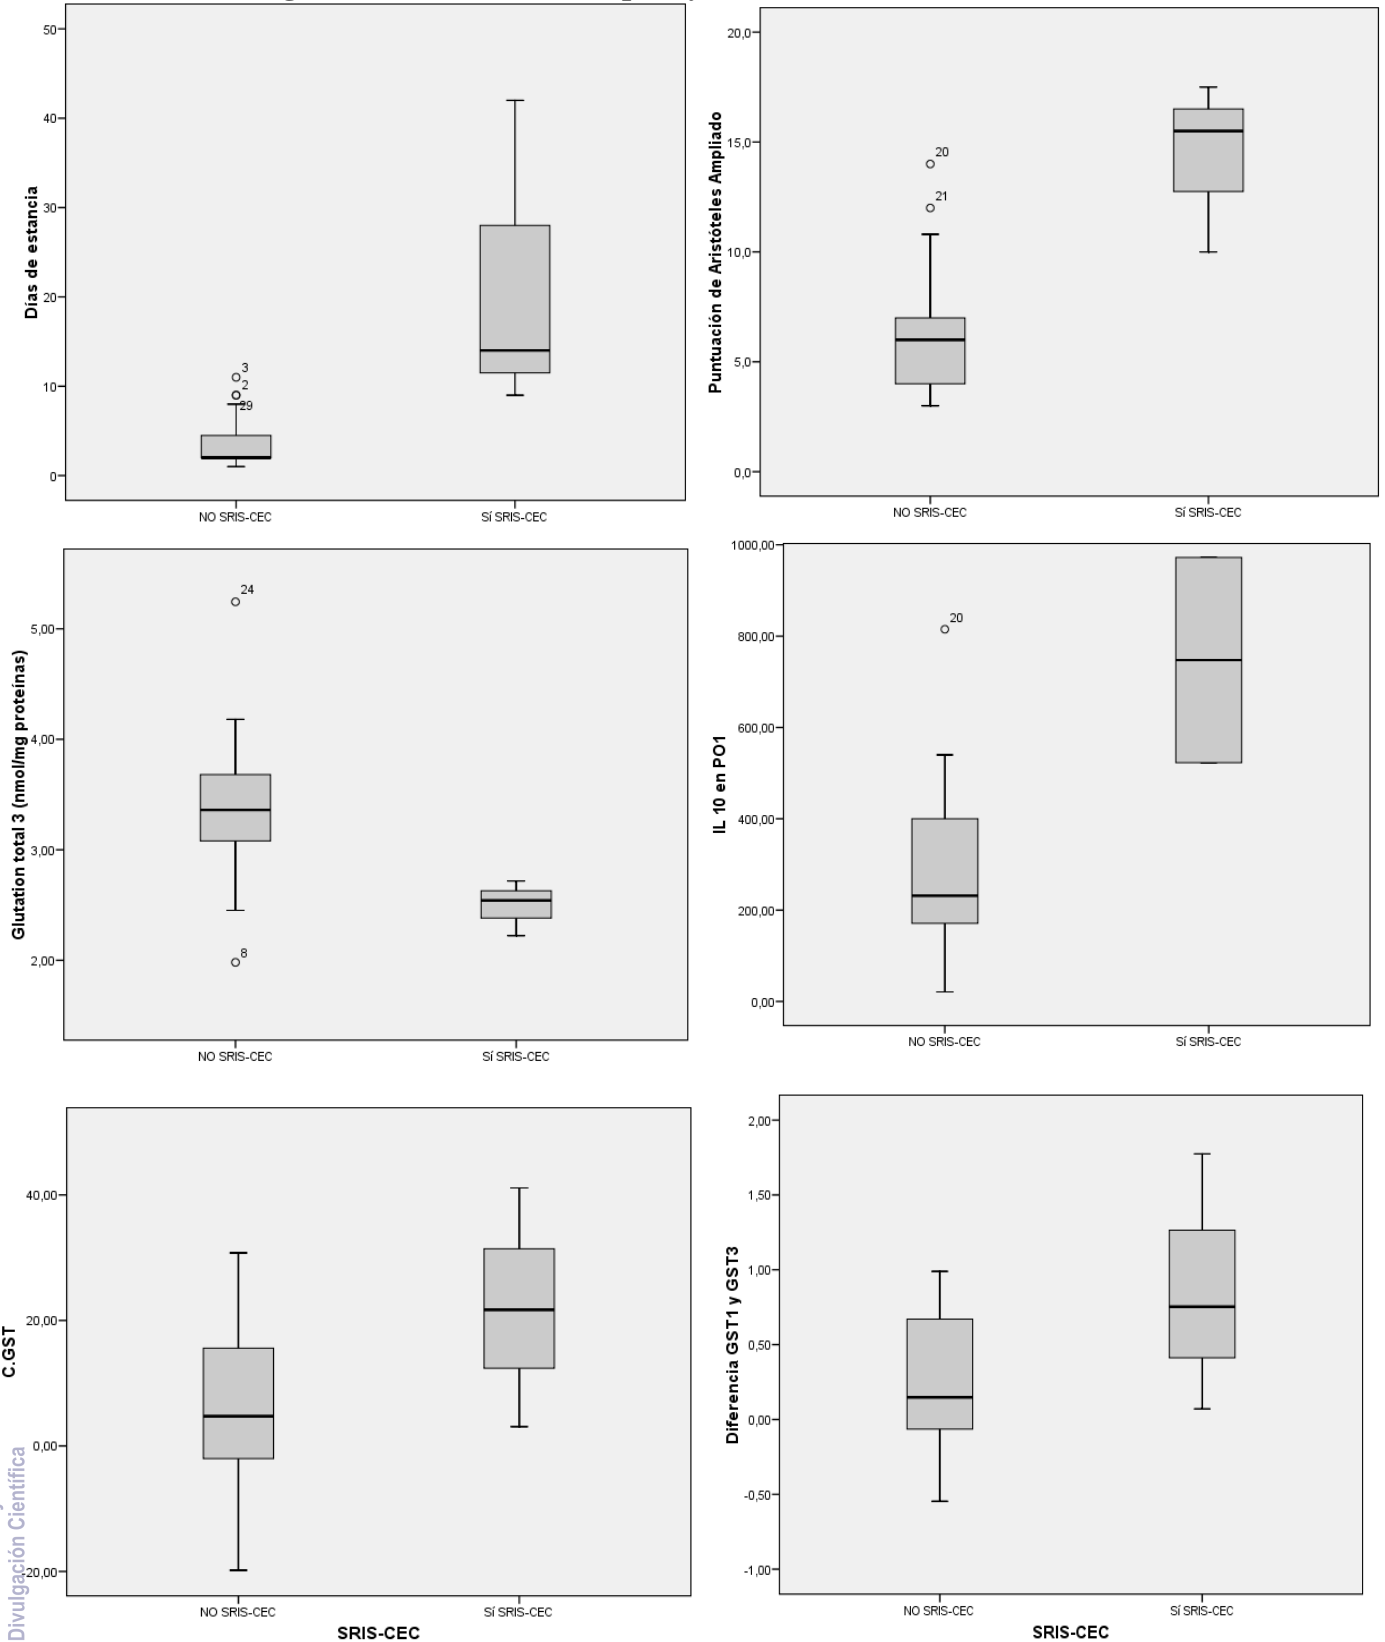 50
40
30
20
10
0
Días de estancia
3
2
29
NO SRIS-CEC
Sí SRIS-CEC
20,0
15,0
10,0
5,0
0,0
Puntuación de Aristóteles Ampliado
20
21
NO SRIS-CEC
Sí SRIS-CEC
5,00
4,00
3,00
2,00
Glutation total 3 (nmol/mg proteínas)
24
8
NO SRIS-CEC
Sí SRIS-CEC
1000,00
800,00
600,00
400,00
200,00
0,00
IL 10 en PO1
20
NO SRIS-CEC
Sí SRIS-CEC
40,00
20,00
0,00
-20,00
C.GST
NO SRIS-CEC
Sí SRIS-CEC
SRIS-CEC
2,00
1,50
1,00
0,50
0,00
-0,50
-1,00
Diferencia GST1 y GST3
NO SRIS-CEC
Sí SRIS-CEC
SRIS-CEC
Divulgación Científica